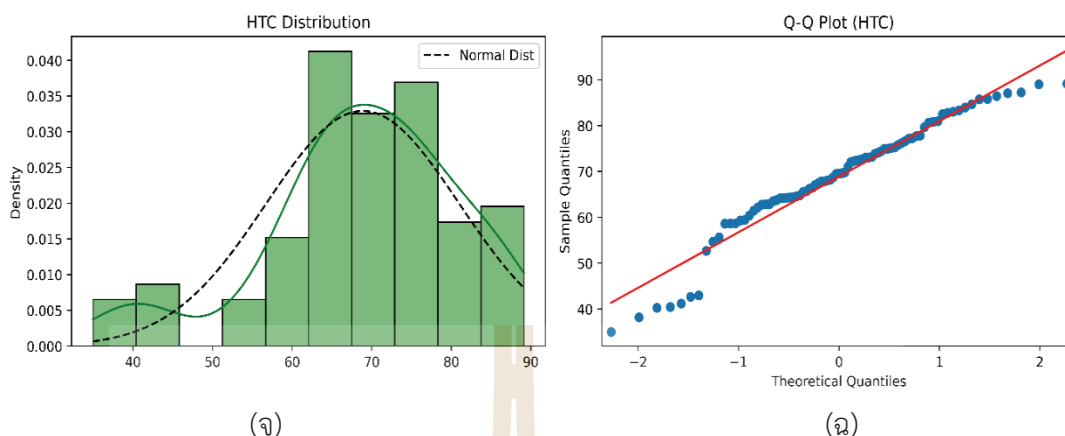 HTC Distribution
Normal Dist
Density
0.040
0.035
0.030
0.025
0.020
0.015
0.010
0.005
0.000
40 50 60 70 80 90
(จ)
Q-Q Plot (HTC)
Sample Quantiles
90
80
70
60
50
40
−2 −1 0 1 2
Theoretical Quantiles
(ฉ)